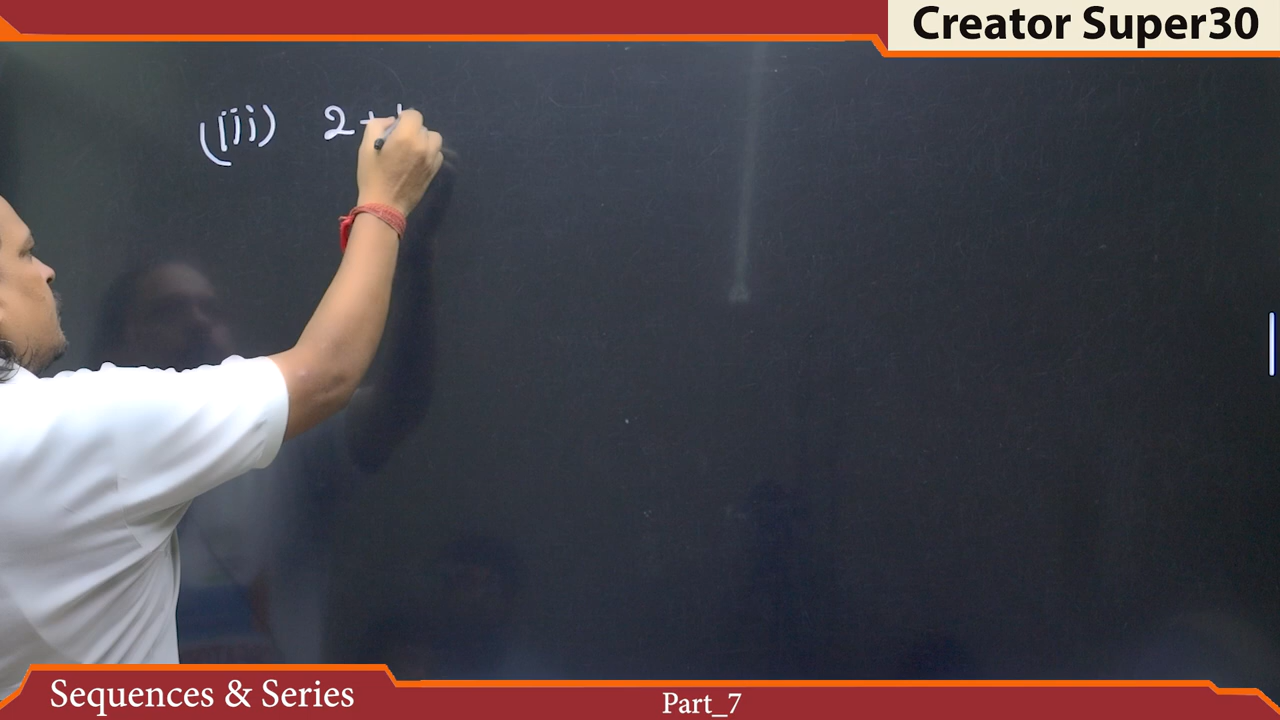 Creator Super30
(iii) 2+
Sequences & Series
Part_7